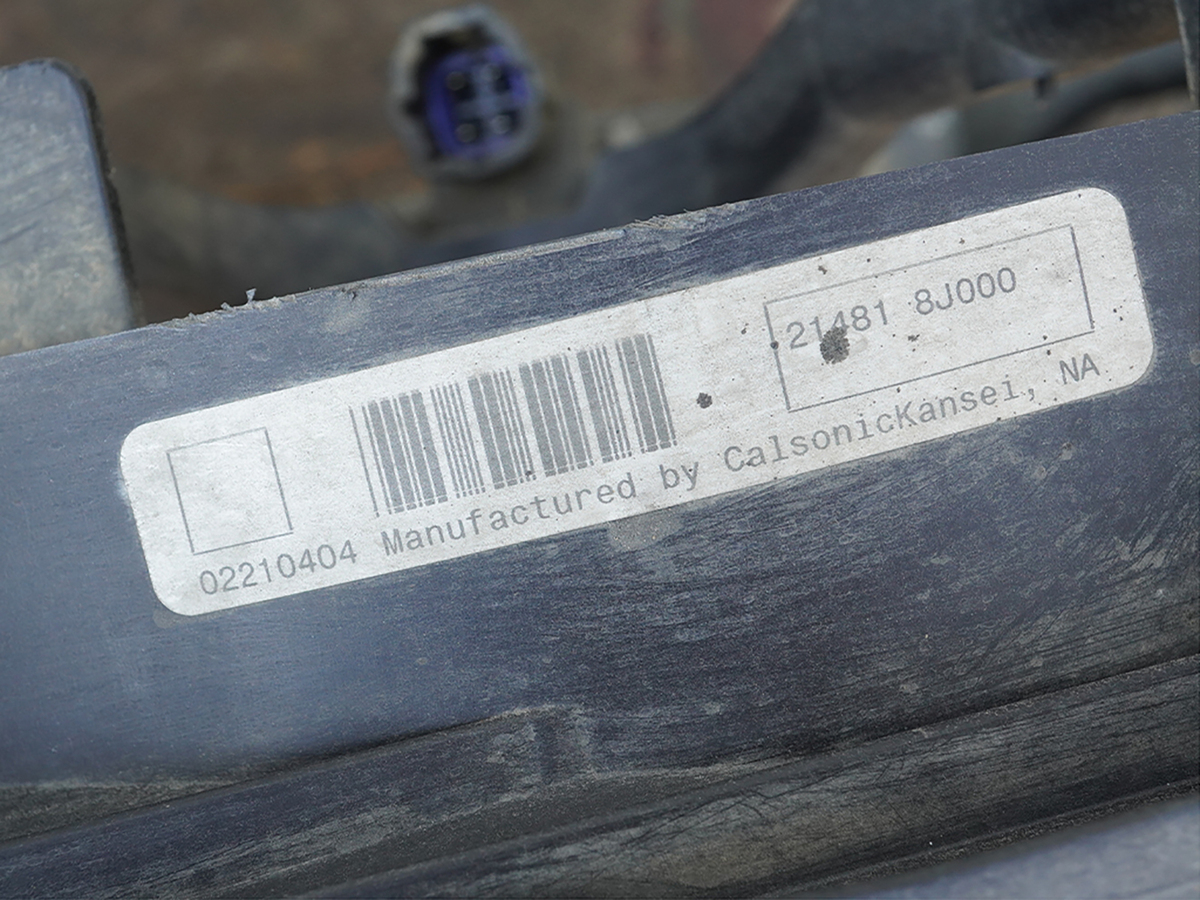 21481 8J000
02210404 Manufactured by CalsonicKansei, NA